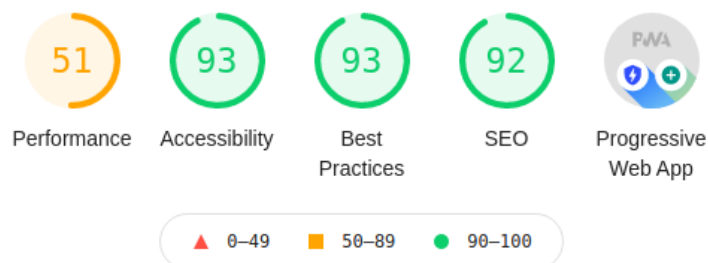 51 93 93 92 PWA
Performance Accessibility Best Practices SEO Progressive Web App
0–49 50–89 90–100